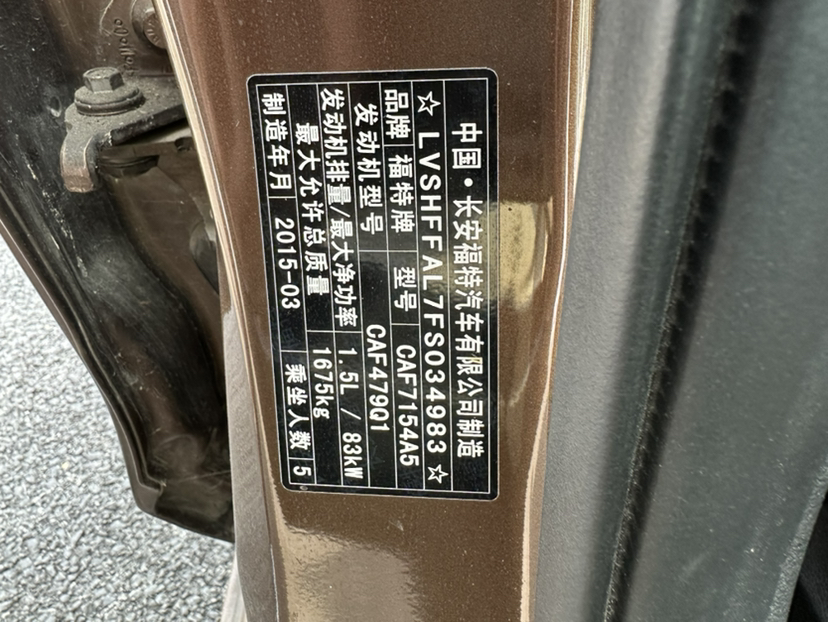 中国·长安福特汽车有限公司制造
☆ LVSHFFAL7FS034983 ☆
品牌 福特牌 型号 CAF7154A5
发动机型号 CAF479Q1
发动机排量/最大净功率 1.5L / 83kW
最大允许总质量 1675kg
制造年月 2015-03 乘坐人数 5